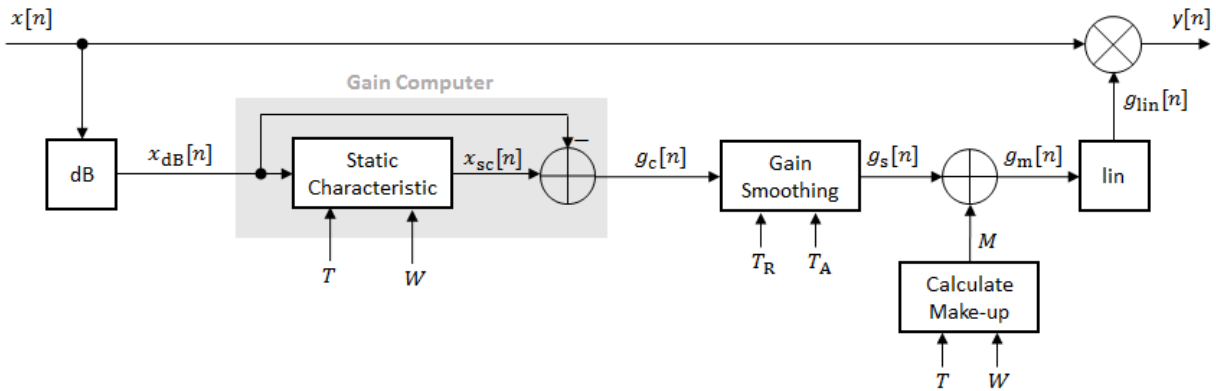 x[n]
y[n]
Gain Computer
g_lin[n]
x_dB[n]
dB
Static
Characteristic
x_sc[n]
−
g_c[n]
Gain
Smoothing
g_s[n]
g_m[n]
lin
T
W
T_R
T_A
M
Calculate
Make-up
T
W